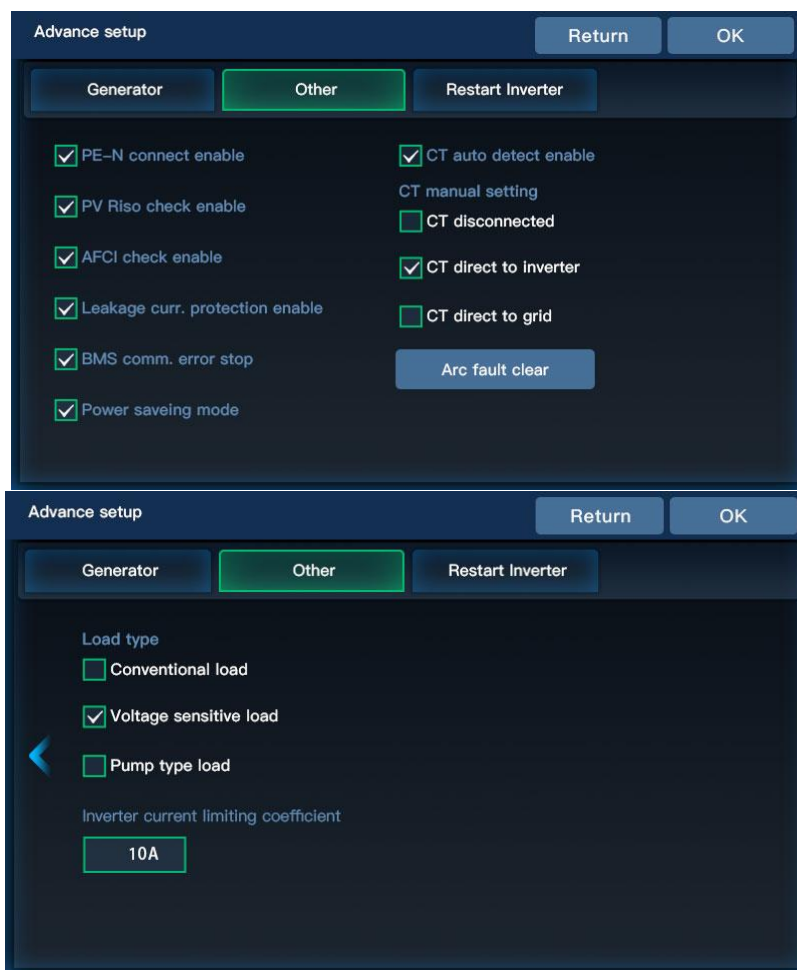 Advance setup
Return
OK
Generator
Other
Restart Inverter
PE-N connect enable
PV Riso check enable
AFCI check enable
Leakage curr. protection enable
BMS comm. error stop
Power saveing mode
CT auto detect enable
CT manual setting
CT disconnected
CT direct to inverter
CT direct to grid
Arc fault clear
Advance setup
Return
OK
Generator
Other
Restart Inverter
Load type
Conventional load
Voltage sensitive load
Pump type load
Inverter current limiting coefficient
10A